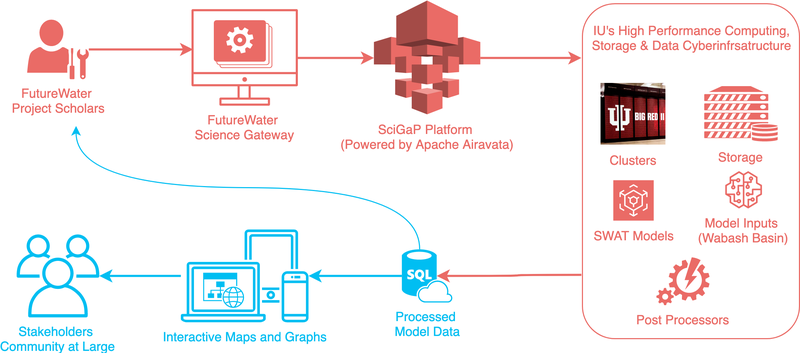 FutureWater
Project Scholars
FutureWater
Science Gateway
SciGaP Platform
(Powered by Apache Airavata)
IU's High Performance Computing,
Storage & Data Cyberinfrsatructure
BIG RED II
Clusters
Storage
SWAT Models
Model Inputs
(Wabash Basin)
Post Processors
SQL
Processed
Model Data
Interactive Maps and Graphs
Stakeholders
Community at Large